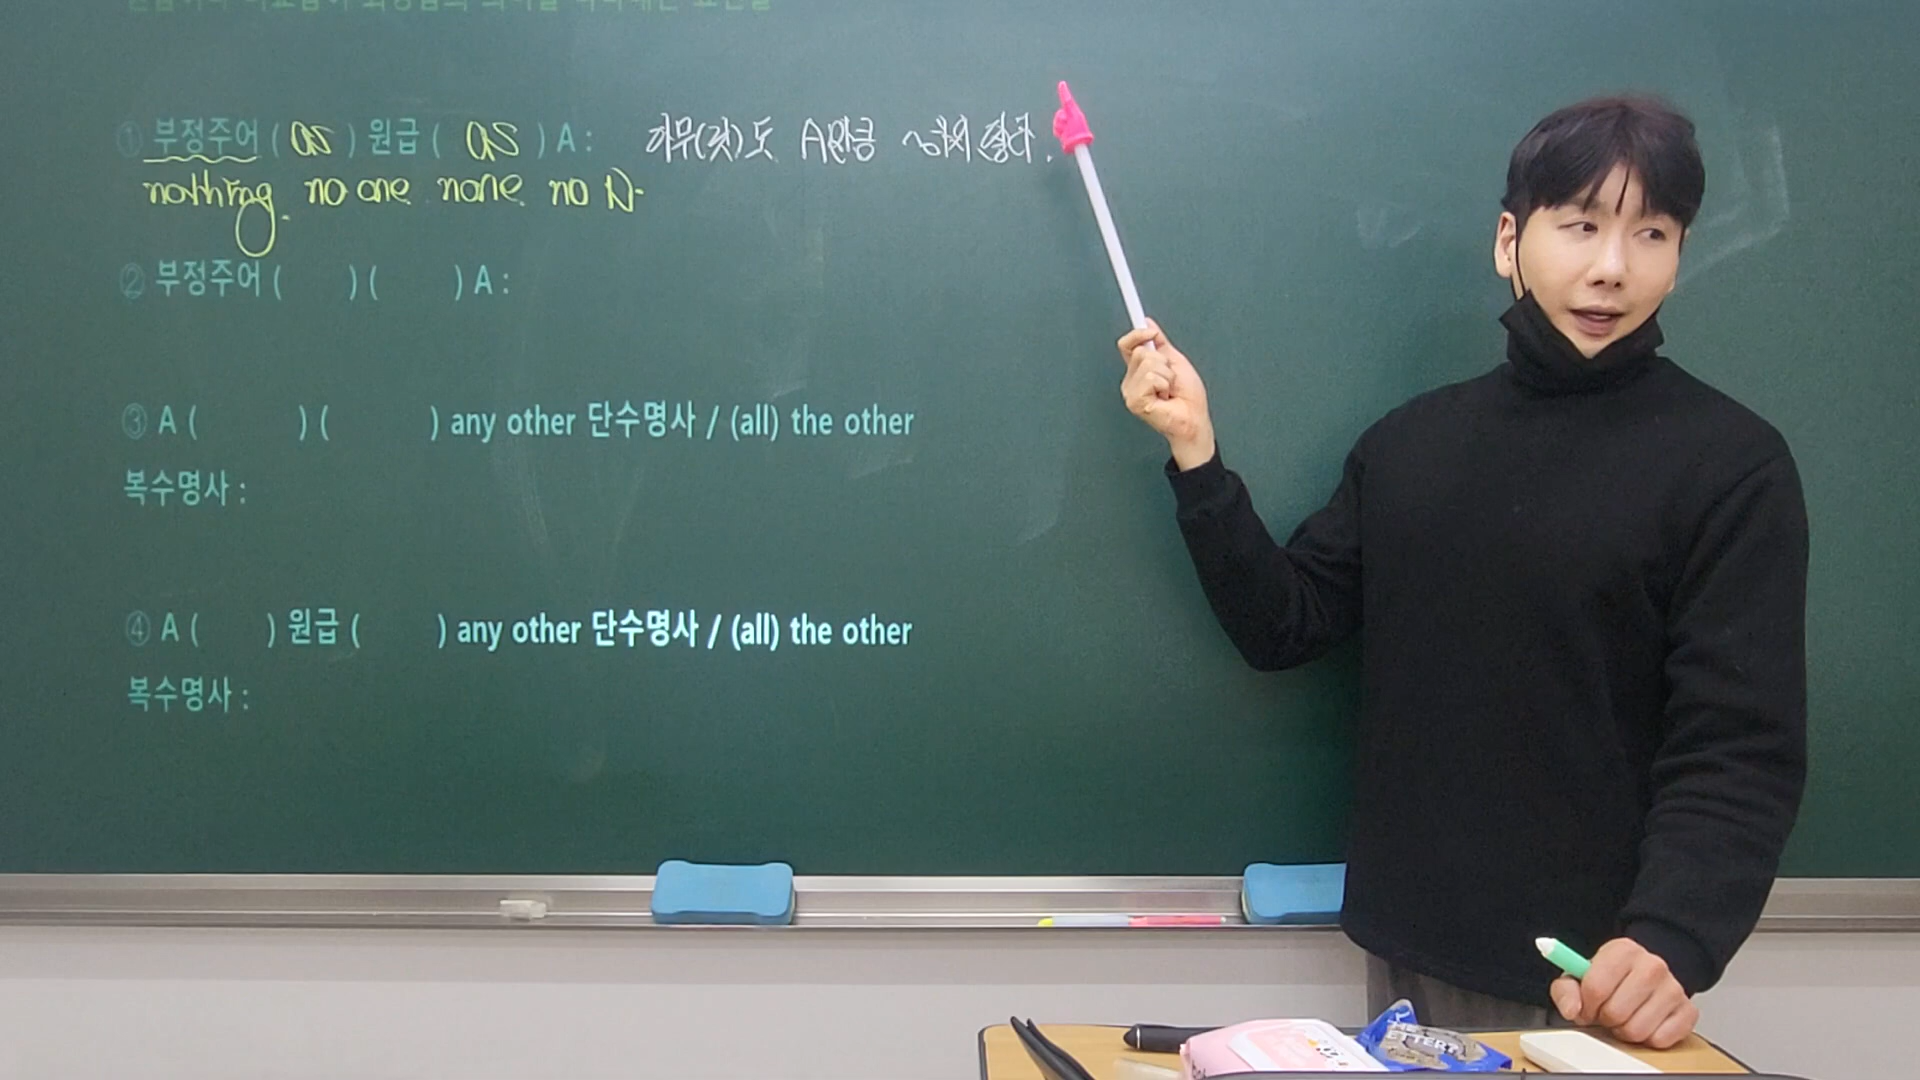 ① 부정주어 ( as ) 원급 ( as ) A : 아무(것)도 A만큼 ~하지 않다.
nothing. no one. none. no N.
② 부정주어 ( ) ( ) A :
③ A ( ) ( ) any other 단수명사 / (all) the other
복수명사 :
④ A ( ) 원급 ( ) any other 단수명사 / (all) the other
복수명사 :